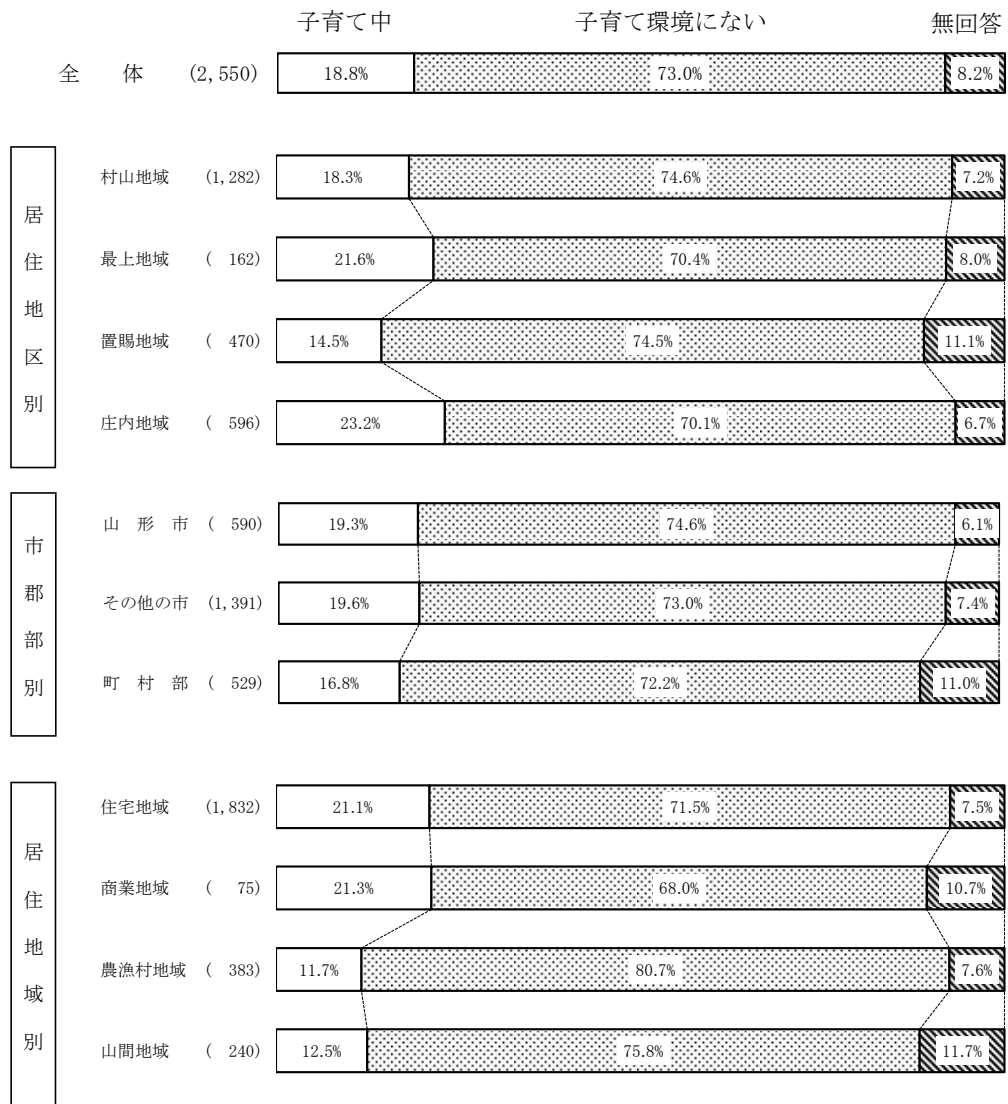 子育て中 子育て環境にない 無回答
全 体 (2,550) 18.8% 73.0% 8.2%
居住地区別
村山地域 (1,282) 18.3% 74.6% 7.2%
最上地域 ( 162) 21.6% 70.4% 8.0%
置賜地域 ( 470) 14.5% 74.5% 11.1%
庄内地域 ( 596) 23.2% 70.1% 6.7%
市郡部別
山 形 市 ( 590) 19.3% 74.6% 6.1%
その他の市 (1,391) 19.6% 73.0% 7.4%
町 村 部 ( 529) 16.8% 72.2% 11.0%
居住地域別
住宅地域 (1,832) 21.1% 71.5% 7.5%
商業地域 ( 75) 21.3% 68.0% 10.7%
農漁村地域 ( 383) 11.7% 80.7% 7.6%
山間地域 ( 240) 12.5% 75.8% 11.7%